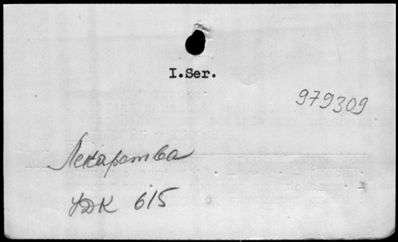 I.Ser.
979309
Лекарства
УДК 615